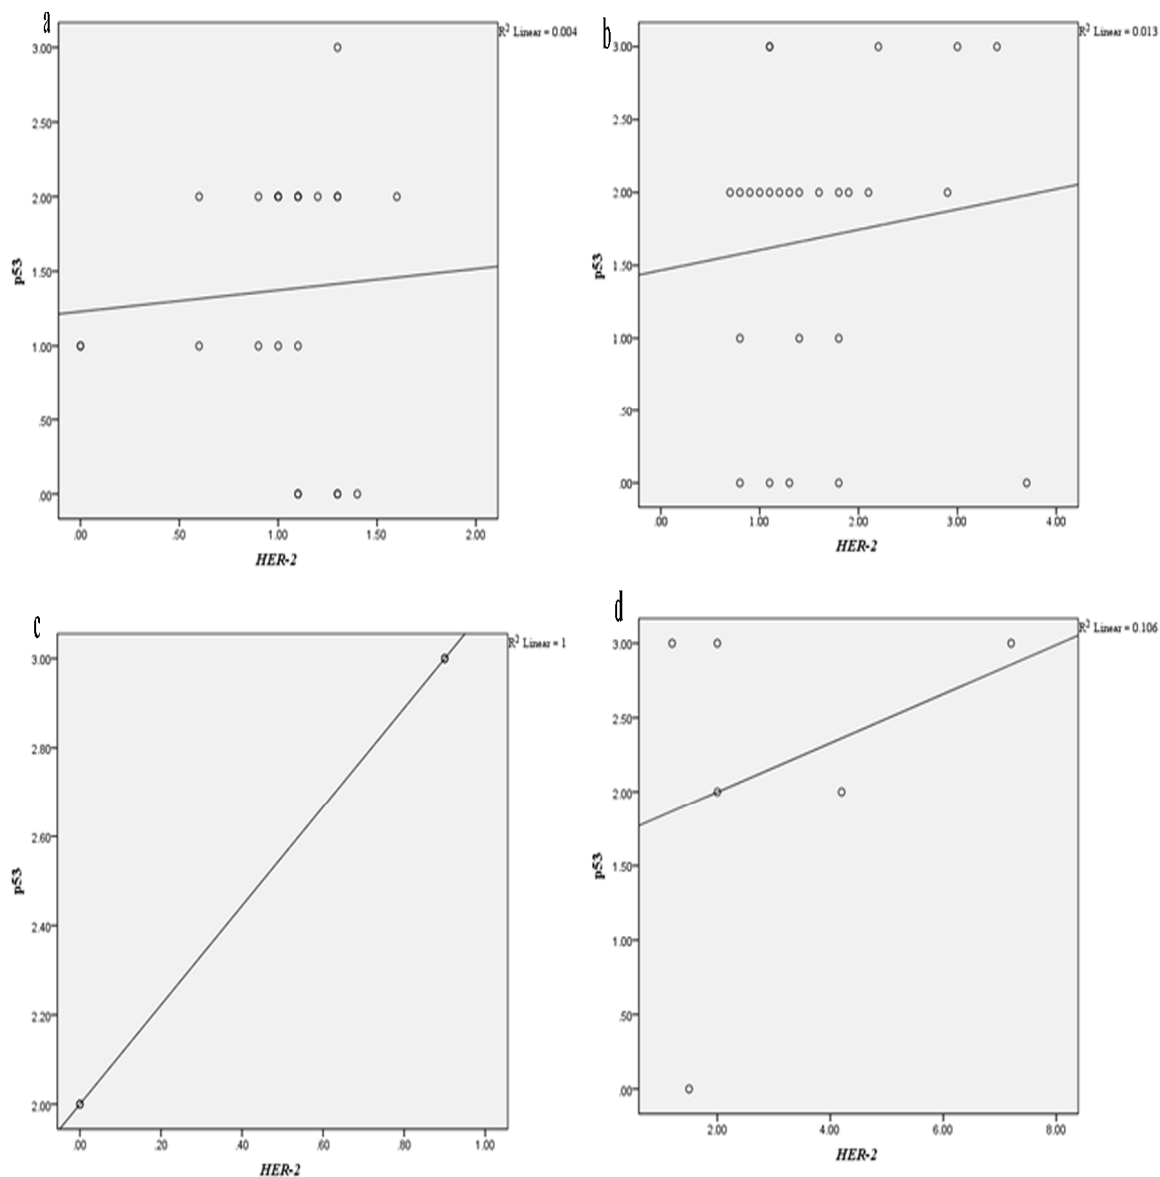 a
R² Linear = 0.004
3.00
2.50
2.00
1.50
1.00
.50
.00
p53
.00 .50 1.00 1.50 2.00
HER-2
b
R² Linear = 0.013
3.00
2.50
2.00
1.50
1.00
.50
.00
p53
.00 1.00 2.00 3.00 4.00
HER-2
c
R² Linear = 1
3.00
2.80
2.60
2.40
2.20
2.00
p53
.00 .20 .40 .60 .80 1.00
HER-2
d
R² Linear = 0.106
3.00
2.50
2.00
1.50
1.00
.50
.00
p53
2.00 4.00 6.00 8.00
HER-2